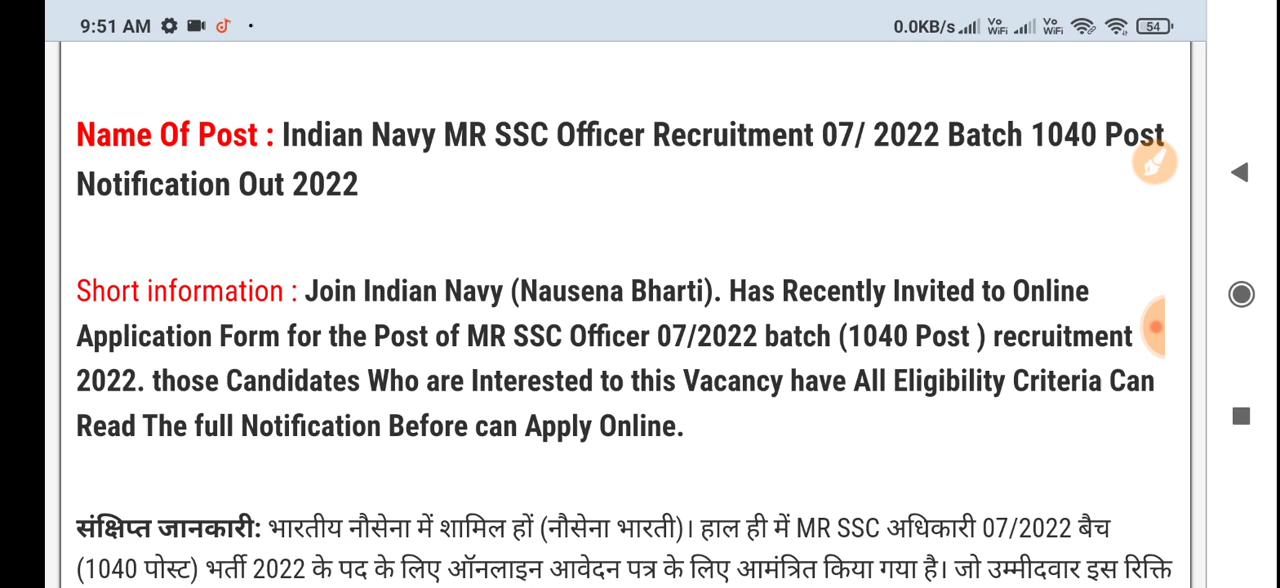 9:51 AM
0.0KB/s Vo WiFi Vo WiFi 54
Name Of Post : Indian Navy MR SSC Officer Recruitment 07/ 2022 Batch 1040 Post
Notification Out 2022
Short information : Join Indian Navy (Nausena Bharti). Has Recently Invited to Online
Application Form for the Post of MR SSC Officer 07/2022 batch (1040 Post ) recruitment
2022. those Candidates Who are Interested to this Vacancy have All Eligibility Criteria Can
Read The full Notification Before can Apply Online.
संक्षिप्त जानकारी: भारतीय नौसेना में शामिल हों (नौसेना भारती)। हाल ही में MR SSC अधिकारी 07/2022 बैच
(1040 पोस्ट) भर्ती 2022 के पद के लिए ऑनलाइन आवेदन पत्र के लिए आमंत्रित किया गया है। जो उम्मीदवार इस रिक्ति